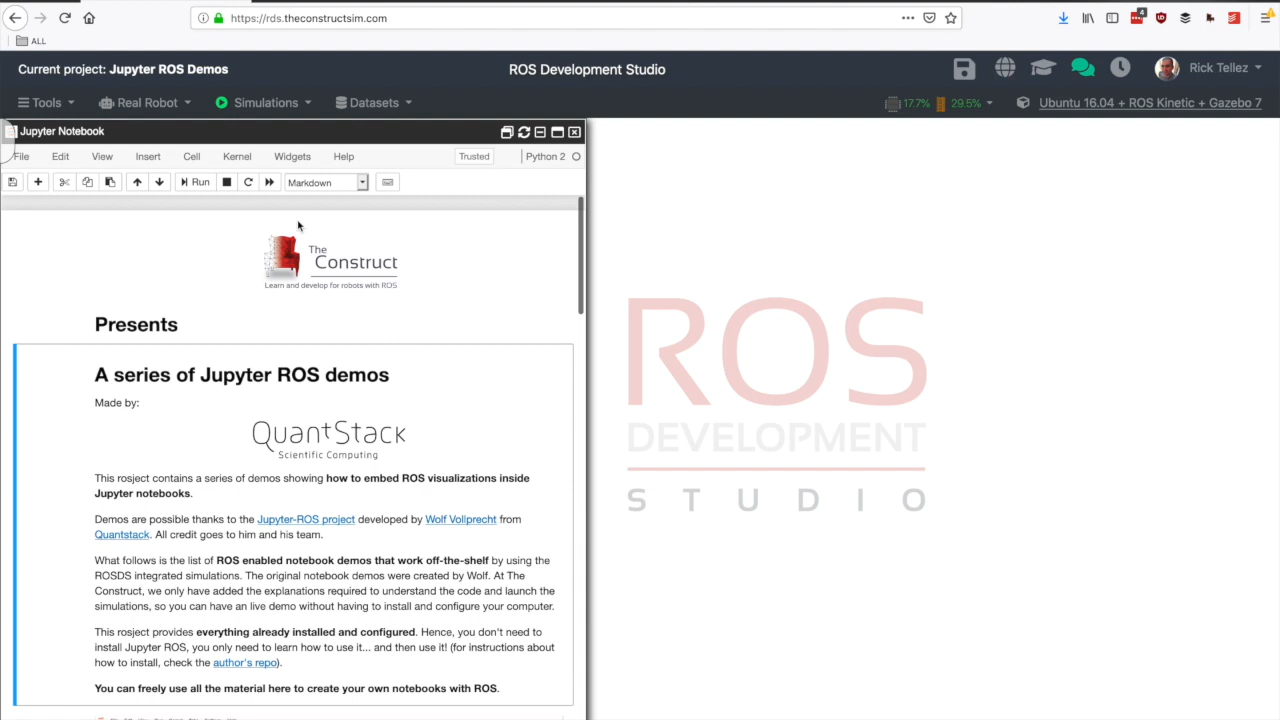 https://rds.theconstructsim.com
4
ALL
Current project: Jupyter ROS Demos
ROS Development Studio
Rick Tellez
Tools
Real Robot
Simulations
Datasets
17.7%
29.5%
Ubuntu 16.04 + ROS Kinetic + Gazebo 7
Jupyter Notebook
File Edit View Insert Cell Kernel Widgets Help
Trusted
Python 2
Run
Markdown
The
Construct
Learn and develop for robots with ROS
Presents
A series of Jupyter ROS demos
Made by:
QuantStack
Scientific Computing
This rosject contains a series of demos showing how to embed ROS visualizations inside
Jupyter notebooks.
Demos are possible thanks to the Jupyter-ROS project developed by Wolf Vollprecht from
Quantstack. All credit goes to him and his team.
What follows is the list of ROS enabled notebook demos that work off-the-shelf by using the
ROSDS integrated simulations. The original notebook demos were created by Wolf. At The
Construct, we only have added the explanations required to understand the code and launch the
simulations, so you can have an live demo without having to install and configure your computer.
This rosject provides everything already installed and configured. Hence, you don't need to
install Jupyter ROS, you only need to learn how to use it... and then use it! (for instructions about
how to install, check the author's repo).
You can freely use all the material here to create your own notebooks with ROS.
ROS
DEVELOPMENT
STUDIO